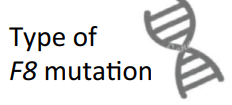 Type of
F8 mutation